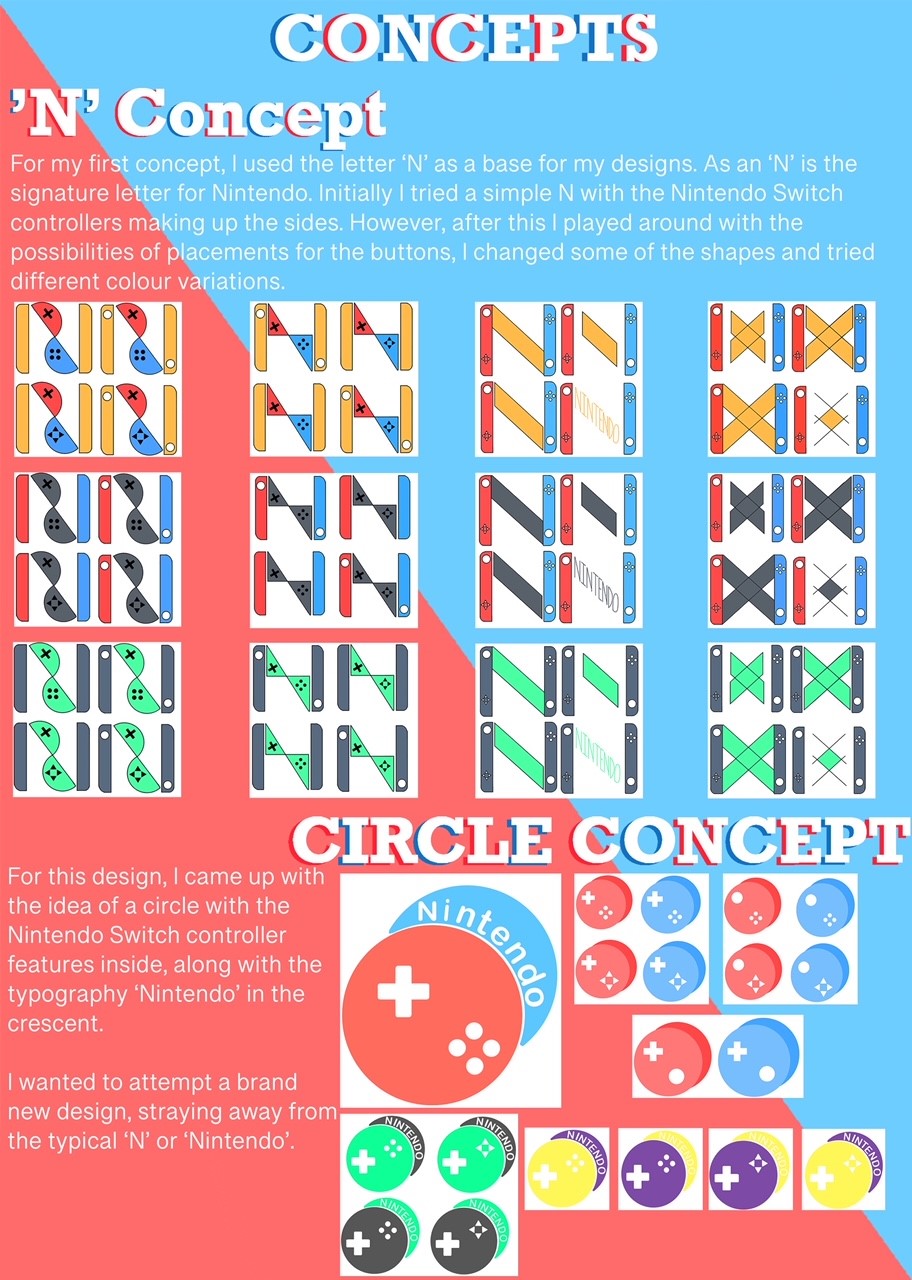 CONCEPTS
'N' Concept
For my first concept, I used the letter ‘N’ as a base for my designs. As an ‘N’ is the
signature letter for Nintendo. Initially I tried a simple N with the Nintendo Switch
controllers making up the sides. However, after this I played around with the
possibilities of placements for the buttons, I changed some of the shapes and tried
different colour variations.
NINTENDO
NINTENDO
NINTENDO
CIRCLE CONCEPT
For this design, I came up with
the idea of a circle with the
Nintendo Switch controller
features inside, along with the
typography ‘Nintendo’ in the
crescent.
I wanted to attempt a brand
new design, straying away from
the typical ‘N’ or ‘Nintendo’.
Nintendo
NINTENDO
NINTENDO
NINTENDO
NINTENDO
NINTENDO
NINTENDO
NINTENDO
NINTENDO